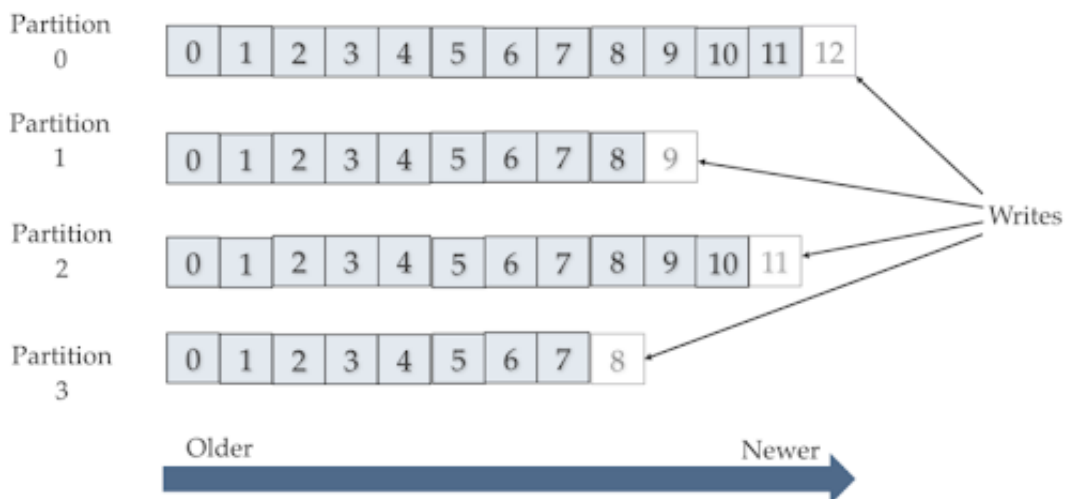 Partition
0
0 1 2 3 4 5 6 7 8 9 10 11 12
Partition
1
0 1 2 3 4 5 6 7 8 9
Writes
Partition
2
0 1 2 3 4 5 6 7 8 9 10 11
Partition
3
0 1 2 3 4 5 6 7 8
Older
Newer